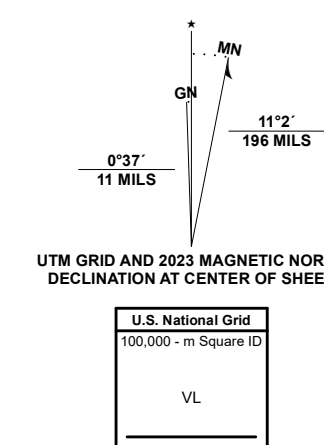 ★
MN
GN
11°2´
196 MILS
0°37´
11 MILS
UTM GRID AND 2023 MAGNETIC NOR
DECLINATION AT CENTER OF SHEE
U.S. National Grid
100,000 - m Square ID
VL